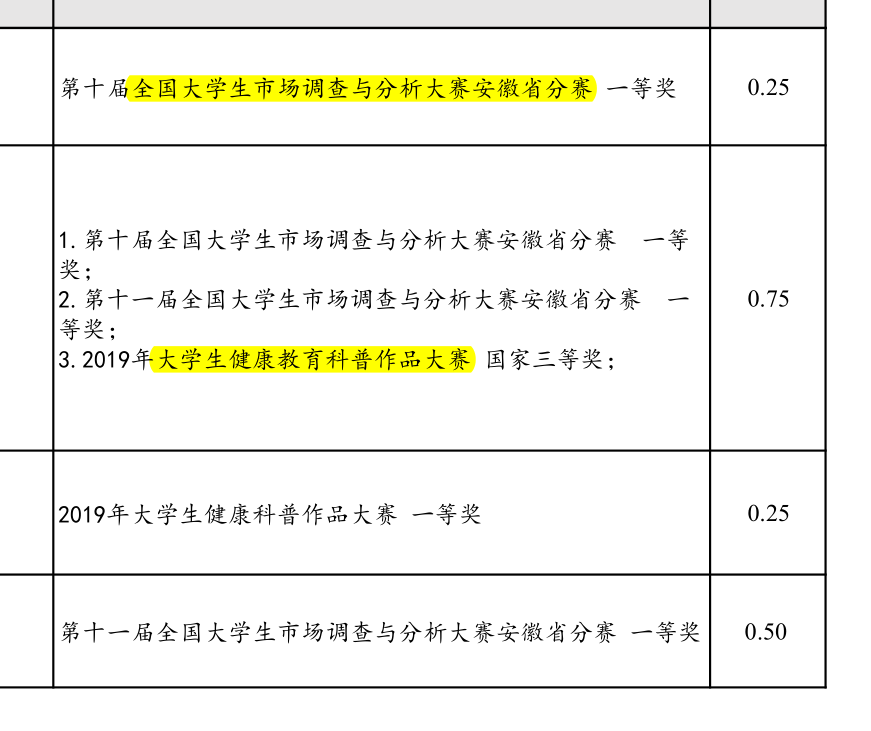 第十届全国大学生市场调查与分析大赛安徽省分赛 一等奖
0.25
1.第十届全国大学生市场调查与分析大赛安徽省分赛 一等
奖;
2.第十一届全国大学生市场调查与分析大赛安徽省分赛 一
等奖;
3.2019年大学生健康教育科普作品大赛 国家三等奖;
0.75
2019年大学生健康科普作品大赛 一等奖
0.25
第十一届全国大学生市场调查与分析大赛安徽省分赛 一等奖
0.50